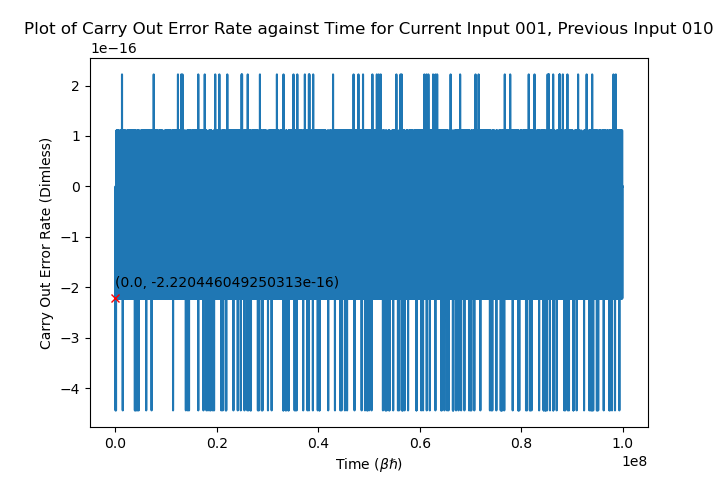 Plot of Carry Out Error Rate against Time for Current Input 001, Previous Input 010
1e−16
2
1
0
−1
−2
−3
−4
Carry Out Error Rate (Dimless)
(0.0, -2.220446049250313e-16)
0.0 0.2 0.4 0.6 0.8 1.0
1e8
Time (βℏ)